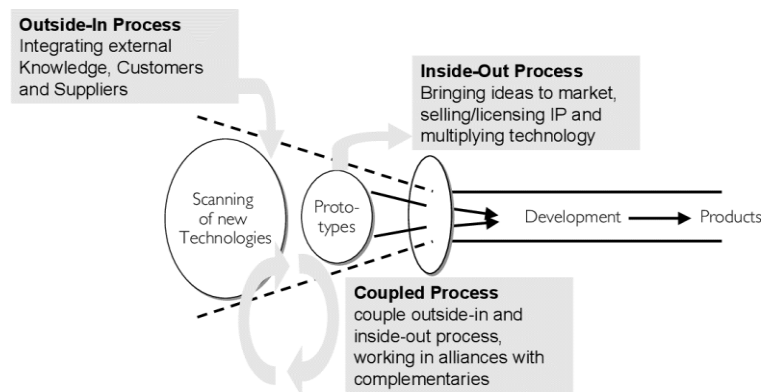 Outside-In Process
Integrating external
Knowledge, Customers
and Suppliers
Inside-Out Process
Bringing ideas to market,
selling/licensing IP and
multiplying technology
Scanning
of new
Technologies
Proto-
types
Development
Products
Coupled Process
couple outside-in and
inside-out process,
working in alliances with
complementaries